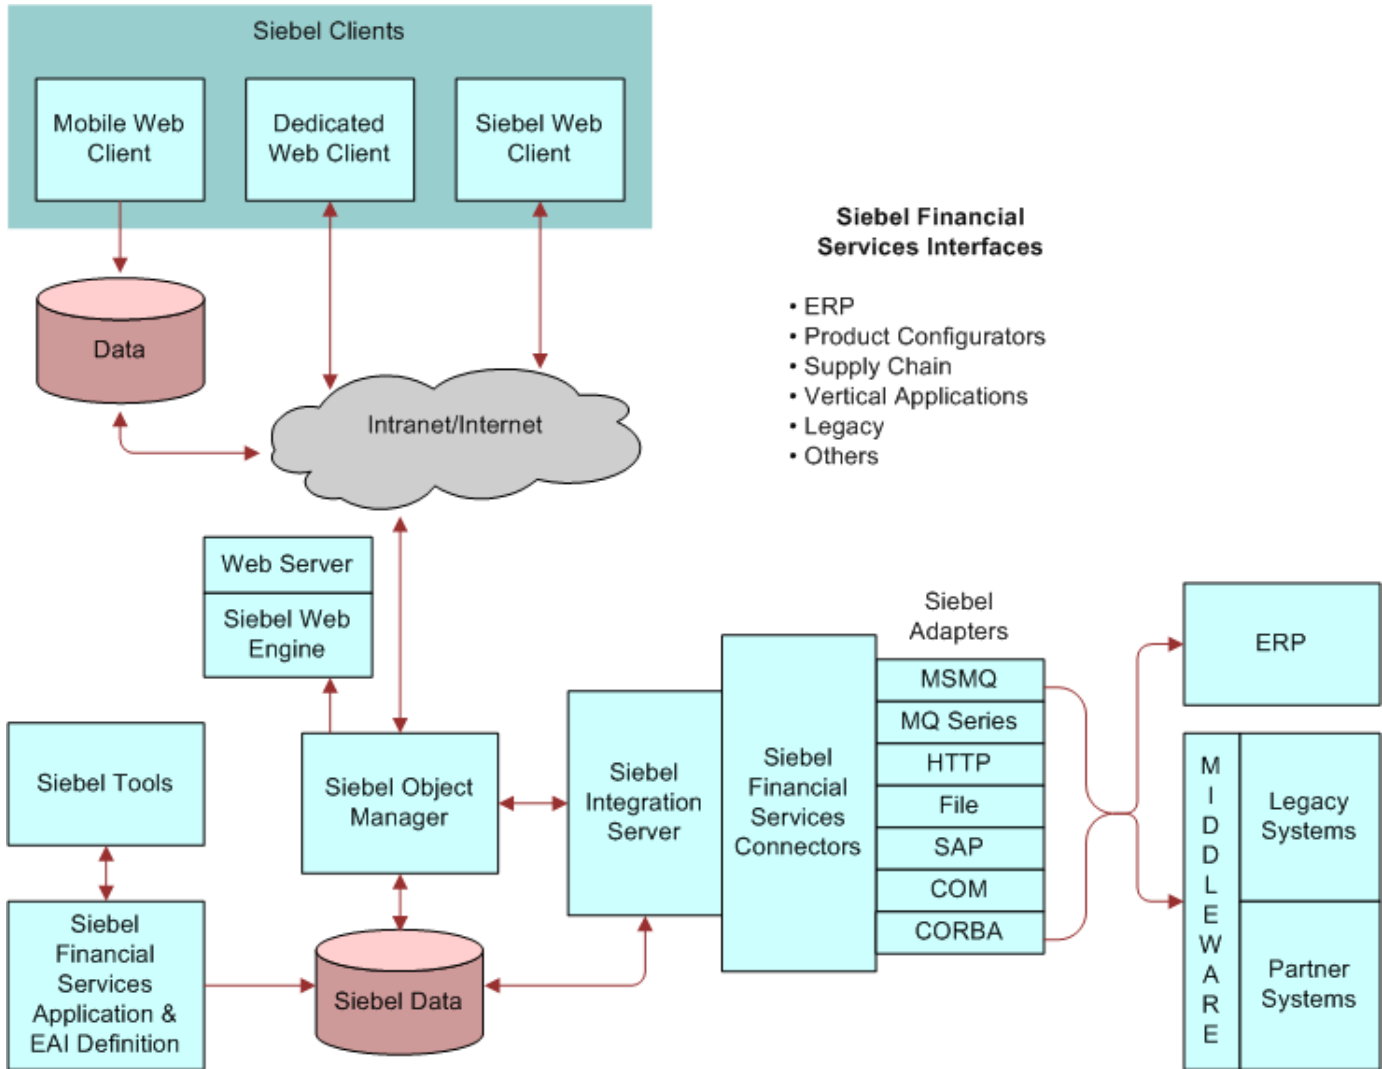 Siebel Clients
Mobile Web
Client
Dedicated
Web Client
Siebel Web
Client
Siebel Financial
Services Interfaces
• ERP
• Product Configurators
• Supply Chain
• Vertical Applications
• Legacy
• Others
Data
Intranet/Internet
Web Server
Siebel Web
Engine
Siebel Tools
Siebel Object
Manager
Siebel
Integration
Server
Siebel
Financial
Services
Connectors
Siebel
Adapters
MSMQ
MQ Series
HTTP
File
SAP
COM
CORBA
ERP
MIDDLEWARE
Legacy
Systems
Partner
Systems
Siebel
Financial
Services
Application &
EAI Definition
Siebel Data